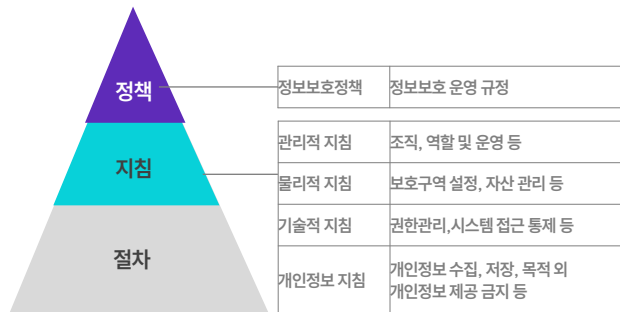 정책
정보보호정책 정보보호 운영 규정
관리적 지침 조직, 역할 및 운영 등
지침
물리적 지침 보호구역 설정, 자산 관리 등
기술적 지침 권한관리,시스템 접근 통제 등
절차
개인정보 지침 개인정보 수집, 저장, 목적 외
개인정보 제공 금지 등